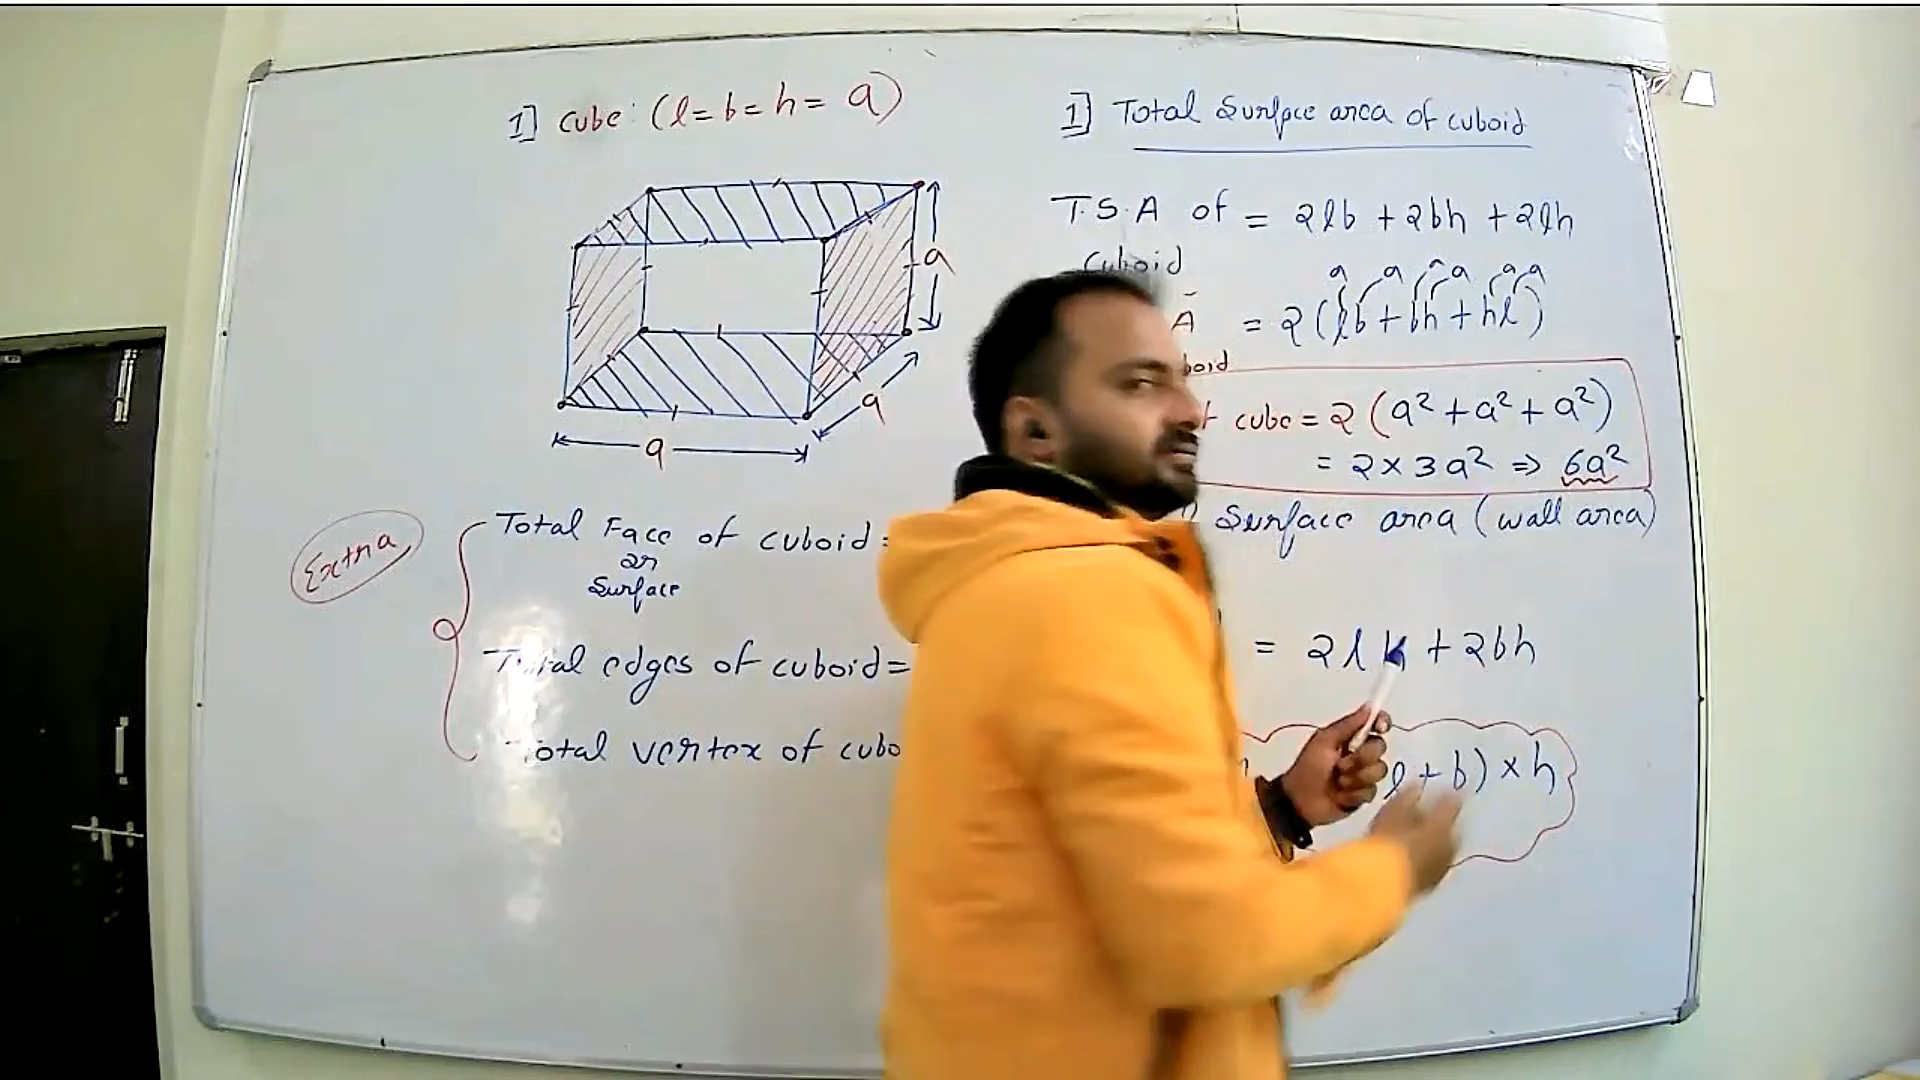 1] Cube: (l=b=h= a)
a
a
a
Extra
Total Face of cuboid =
or
Surface
Total edges of cuboid =
Total vertex of cubo
1] Total Surface area of cuboid
T.S.A of = 2lb + 2bh + 2lh
Cuboid
a a a a a a
A = 2(lb + bh + hl)
boid
cube = 2(a² + a² + a²)
= 2 × 3a² ⇒ 6a²
Surface area (wall area)
= 2lh + 2bh
l + b) × h